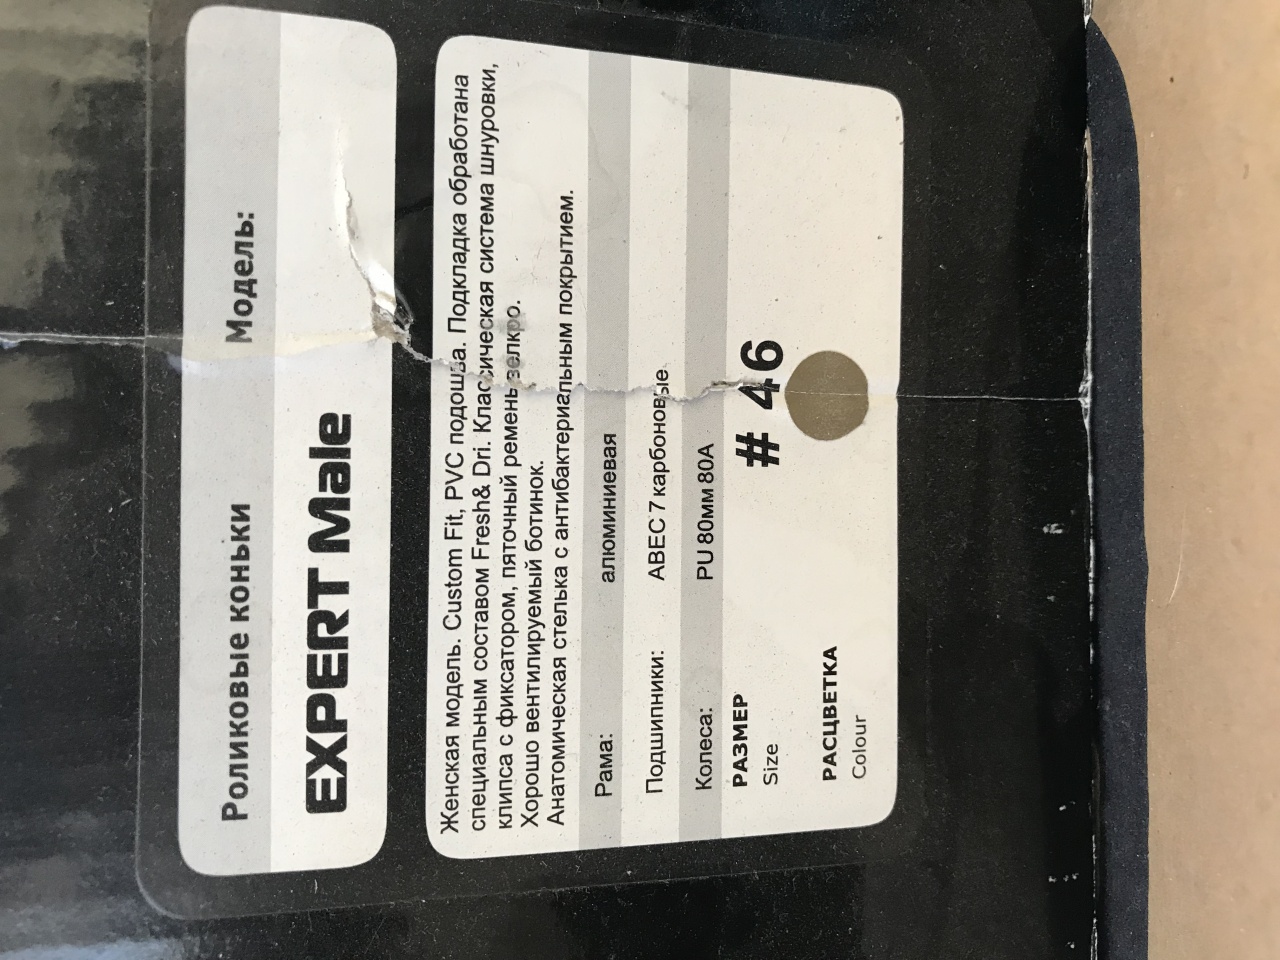 Роликовые коньки Модель:
EXPERT Male
Женская модель. Custom Fit, PVC подошва. Подкладка обработана
специальным составом Fresh& Dri. Классическая система шнуровки,
клипса с фиксатором, пяточный ремень велкро.
Хорошо вентилируемый ботинок.
Анатомическая стелька с антибактериальным покрытием.
Рама: алюминиевая
Подшипники: ABEC 7 карбоновые.
Колеса: PU 80мм 80A
РАЗМЕР # 46
Size
РАСЦВЕТКА
Colour